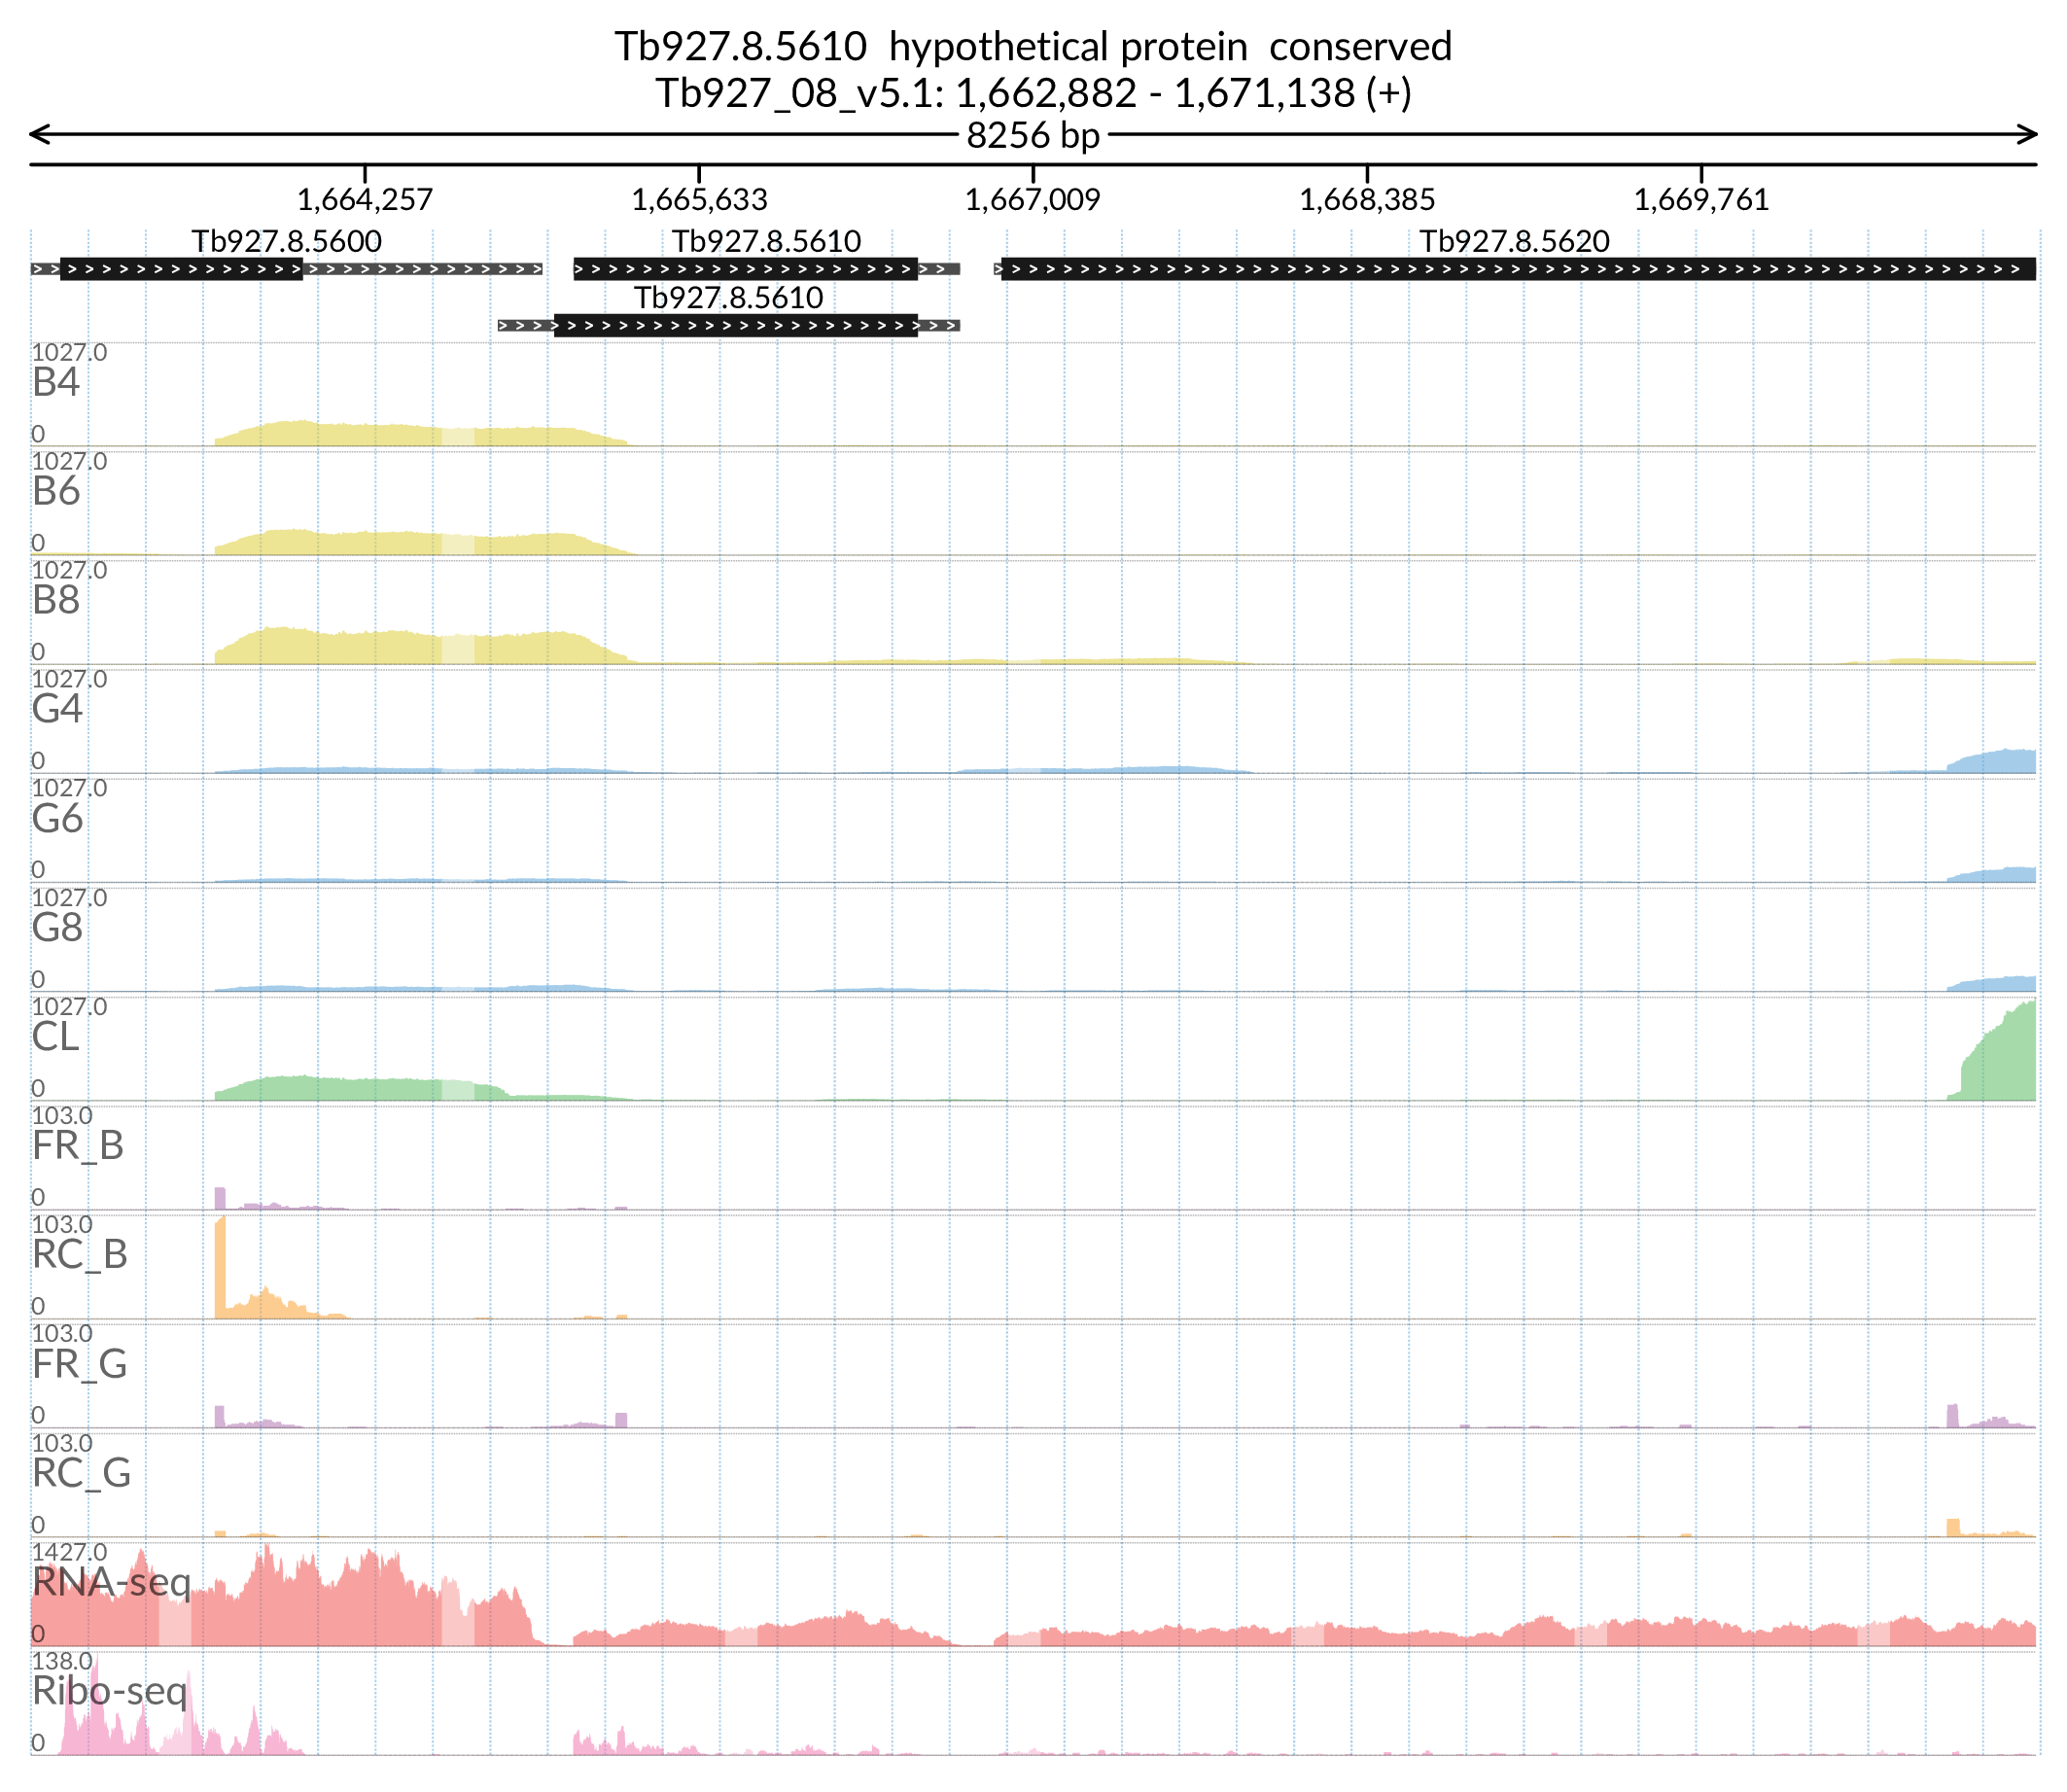 Tb927.8.5610  hypothetical protein  conserved
Tb927_08_v5.1: 1,662,882 - 1,671,138 (+)
8256 bp
1,664,257 1,665,633 1,667,009 1,668,385 1,669,761
Tb927.8.5600 Tb927.8.5610 Tb927.8.5620
Tb927.8.5610
1027.0
B4
0
1027.0
B6
0
1027.0
B8
0
1027.0
G4
0
1027.0
G6
0
1027.0
G8
0
1027.0
CL
0
103.0
FR_B
0
103.0
RC_B
0
103.0
FR_G
0
103.0
RC_G
0
1427.0
RNA-seq
0
138.0
Ribo-seq
0